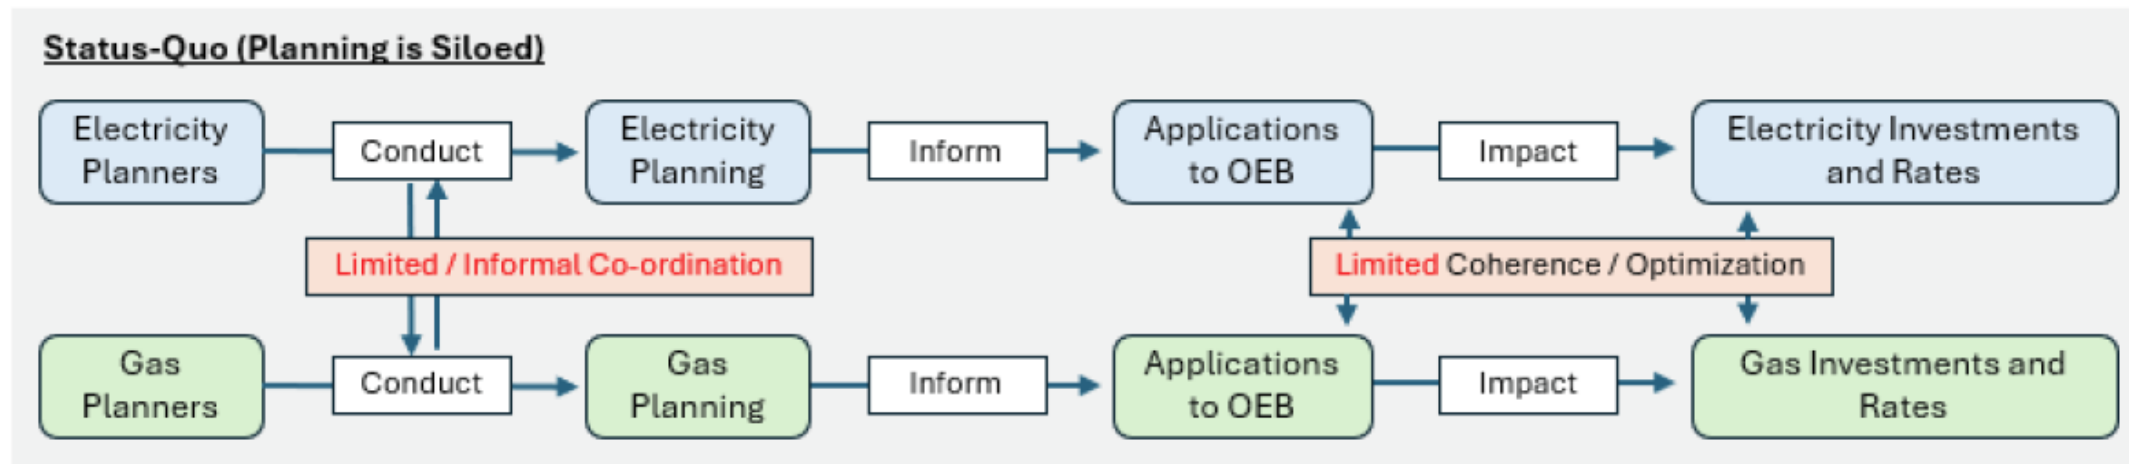 Status-Quo (Planning is Siloed)
Electricity
Planners
Conduct
Electricity
Planning
Inform
Applications
to OEB
Impact
Electricity Investments
and Rates
Limited / Informal Co-ordination
Limited Coherence / Optimization
Gas
Planners
Conduct
Gas
Planning
Inform
Applications
to OEB
Impact
Gas Investments and
Rates